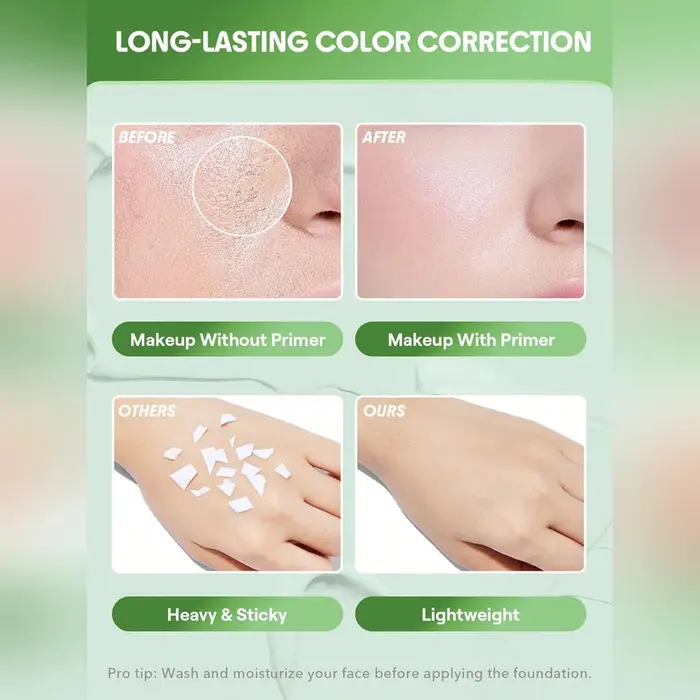 LONG-LASTING COLOR CORRECTION
BEFORE
AFTER
Makeup Without Primer
Makeup With Primer
OTHERS
OURS
Heavy & Sticky
Lightweight
Pro tip: Wash and moisturize your face before applying the foundation.